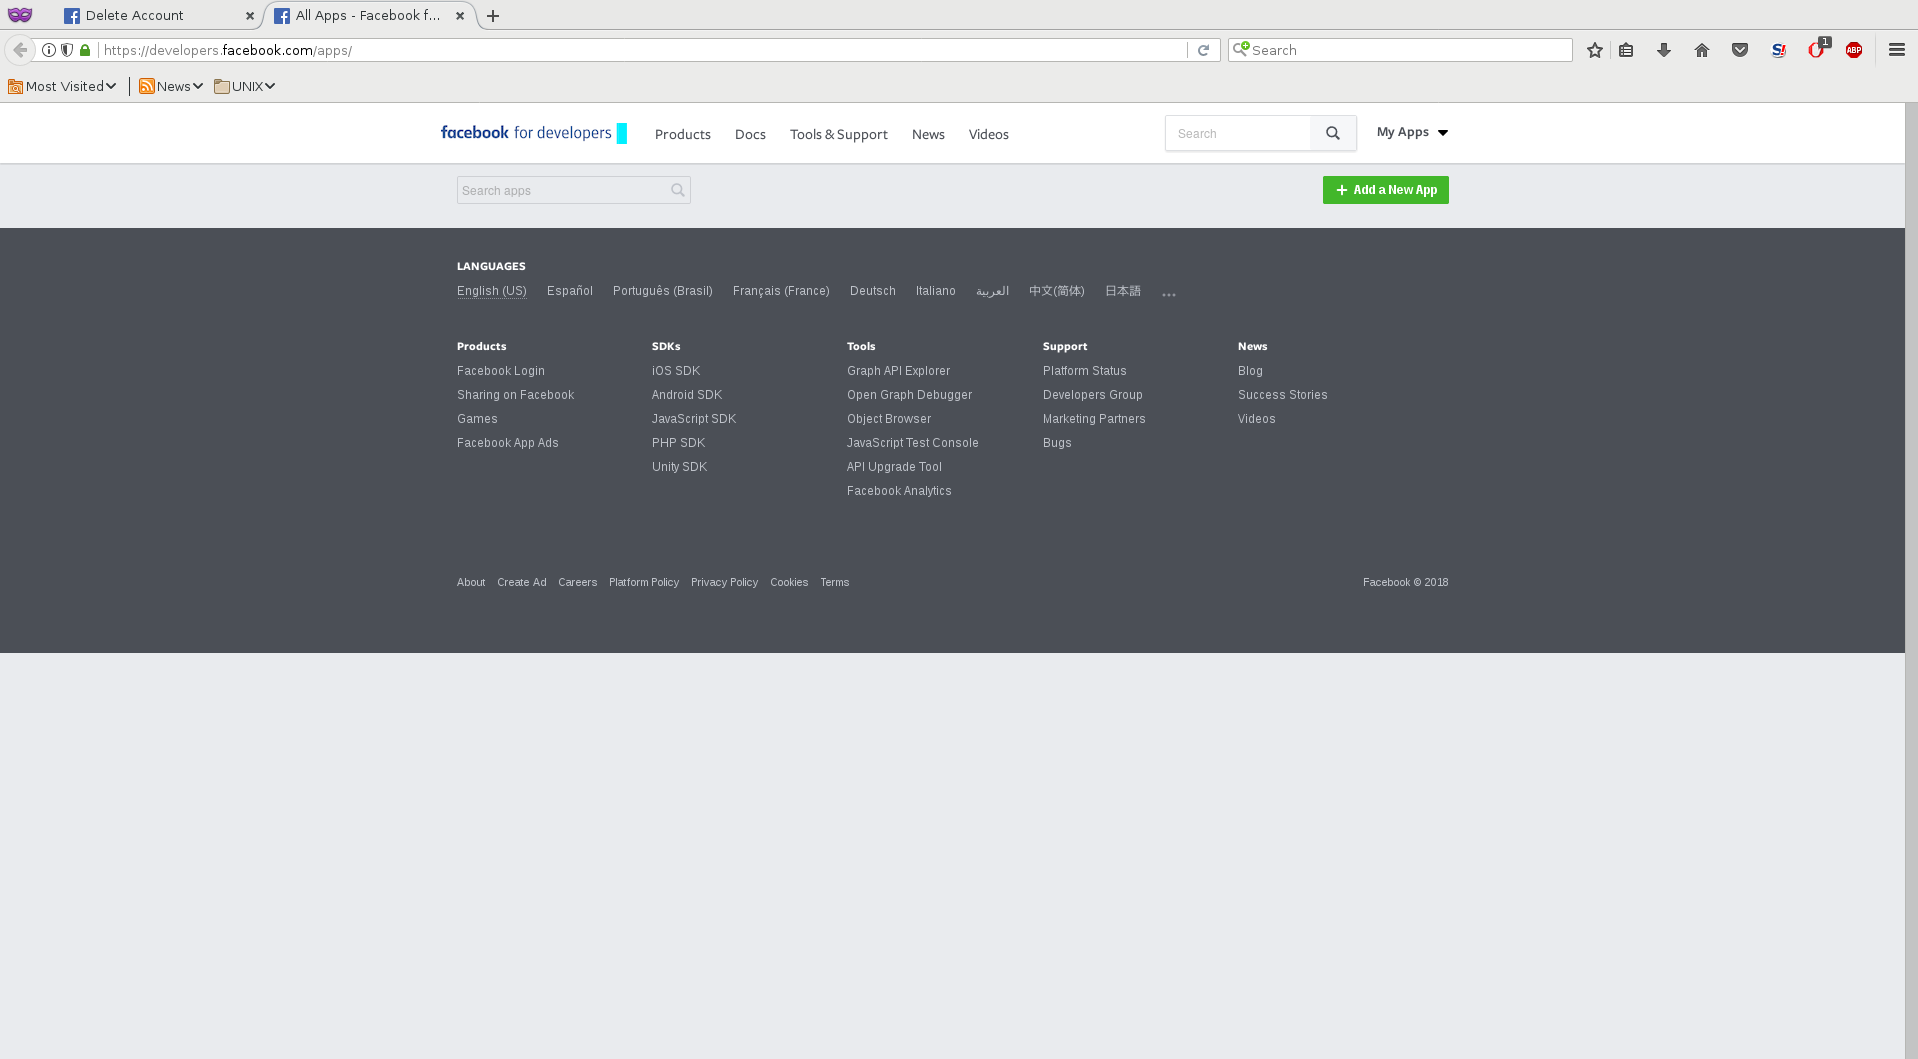 Delete Account
All Apps - Facebook f...
https://developers.facebook.com/apps/
Search
1
S!
ABP
Most Visited
News
UNIX
facebook for developers
Products
Docs
Tools & Support
News
Videos
Search
My Apps
Search apps
+ Add a New App
LANGUAGES
English (US) Español Português (Brasil) Français (France) Deutsch Italiano العربية 中文(简体) 日本語 ...
Products
Facebook Login
Sharing on Facebook
Games
Facebook App Ads
SDKs
iOS SDK
Android SDK
JavaScript SDK
PHP SDK
Unity SDK
Tools
Graph API Explorer
Open Graph Debugger
Object Browser
JavaScript Test Console
API Upgrade Tool
Facebook Analytics
Support
Platform Status
Developers Group
Marketing Partners
Bugs
News
Blog
Success Stories
Videos
About Create Ad Careers Platform Policy Privacy Policy Cookies Terms
Facebook © 2018